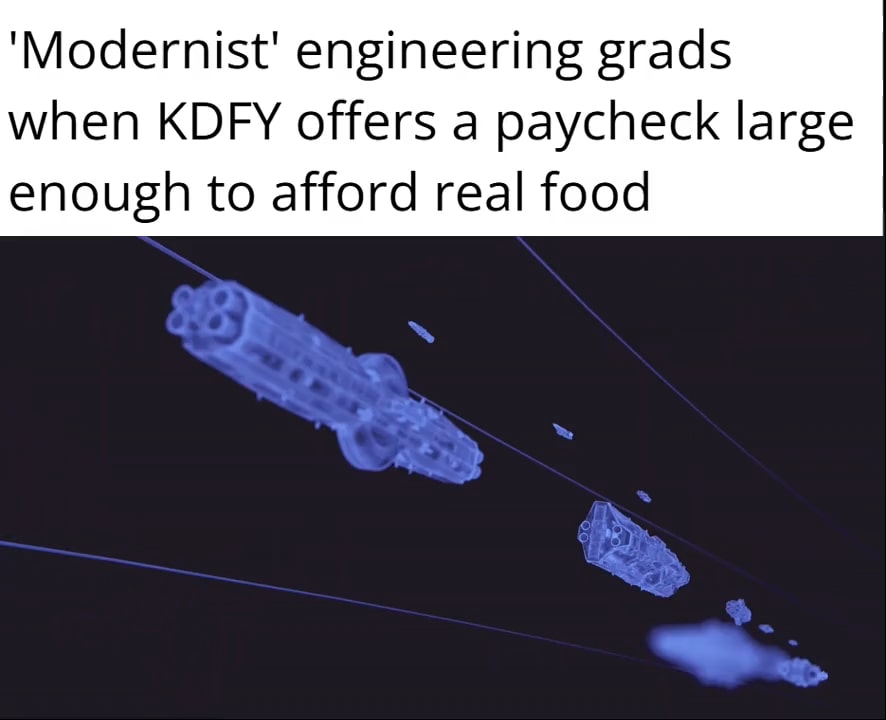 'Modernist' engineering grads
when KDFY offers a paycheck large
enough to afford real food